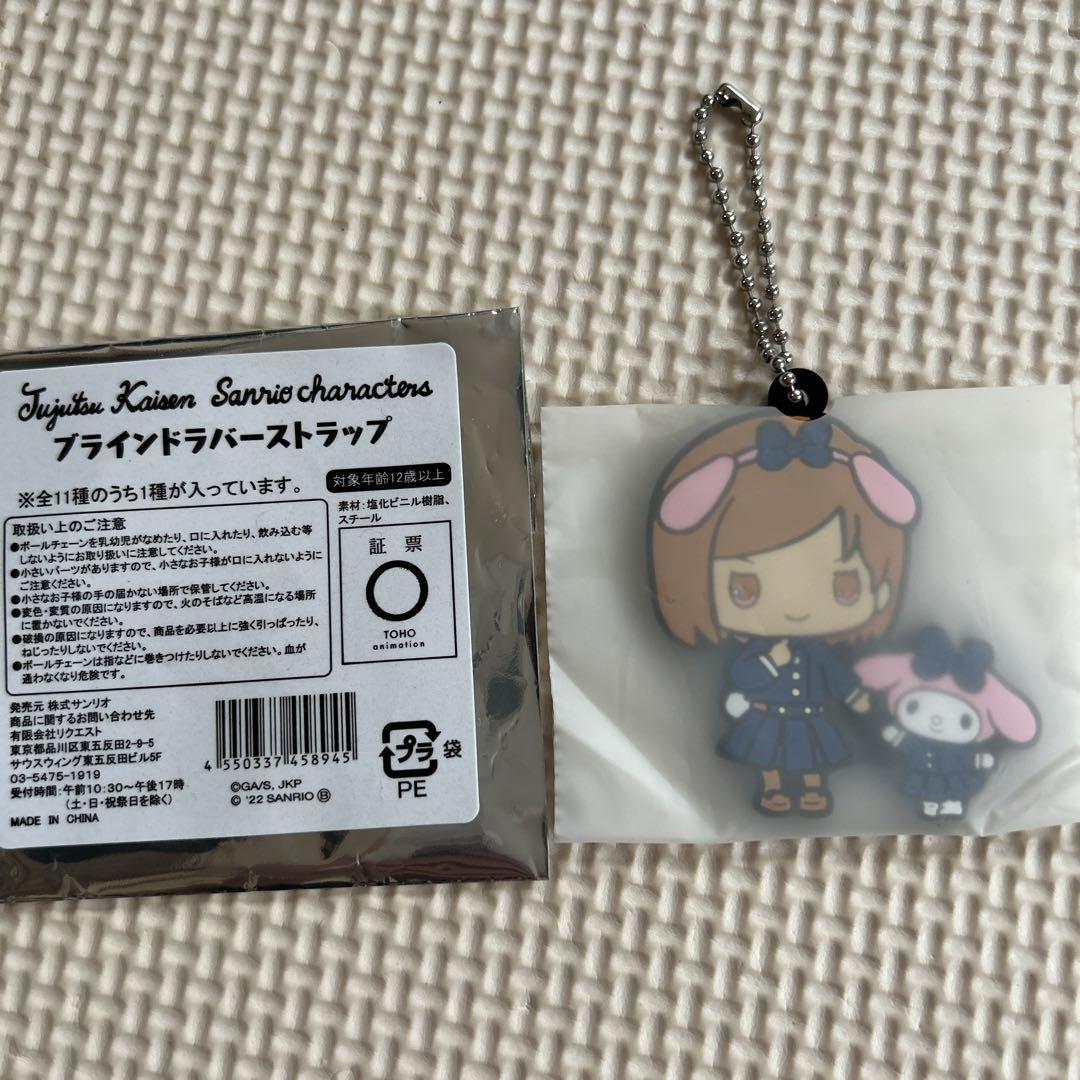 Jujutsu Kaisen Sanrio characters
ブラインドラバーストラップ
※全11種のうち1種が入っています。
対象年齢12歳以上
取扱い上のご注意
●ボールチェーンを乳幼児がなめたり、口に入れたり、飲み込む等
しないようにお取り扱いに注意してください。
●小さいパーツがありますので、小さなお子様が口に入れないように
ご注意ください。
●小さなお子様の手の届かない場所で保管してください。
●変色・変質の原因になりますので、火のそばなど高温になる場所
に置かないでください。
●破損の原因になりますので、商品を必要以上に強く引っぱったり、
ねじったりしないでください。
●ボールチェーンは指などに巻きつけたりしないでください。血が
通わなくなり危険です。
素材:塩化ビニル樹脂、
スチール
証 票
TOHO
animation
発売元 株式サンリオ
商品に関するお問い合わせ先
有限会社リクエスト
東京都品川区東五反田2-9-5
サウスウィング東五反田ビル5F
03-5475-1919
受付時間:午前10:30~午後17時
(土・日・祝祭日を除く)
MADE IN CHINA
4 550337 458945
©GA/S, JKP
© '22 SANRIO Ⓑ
プラ
袋
PE